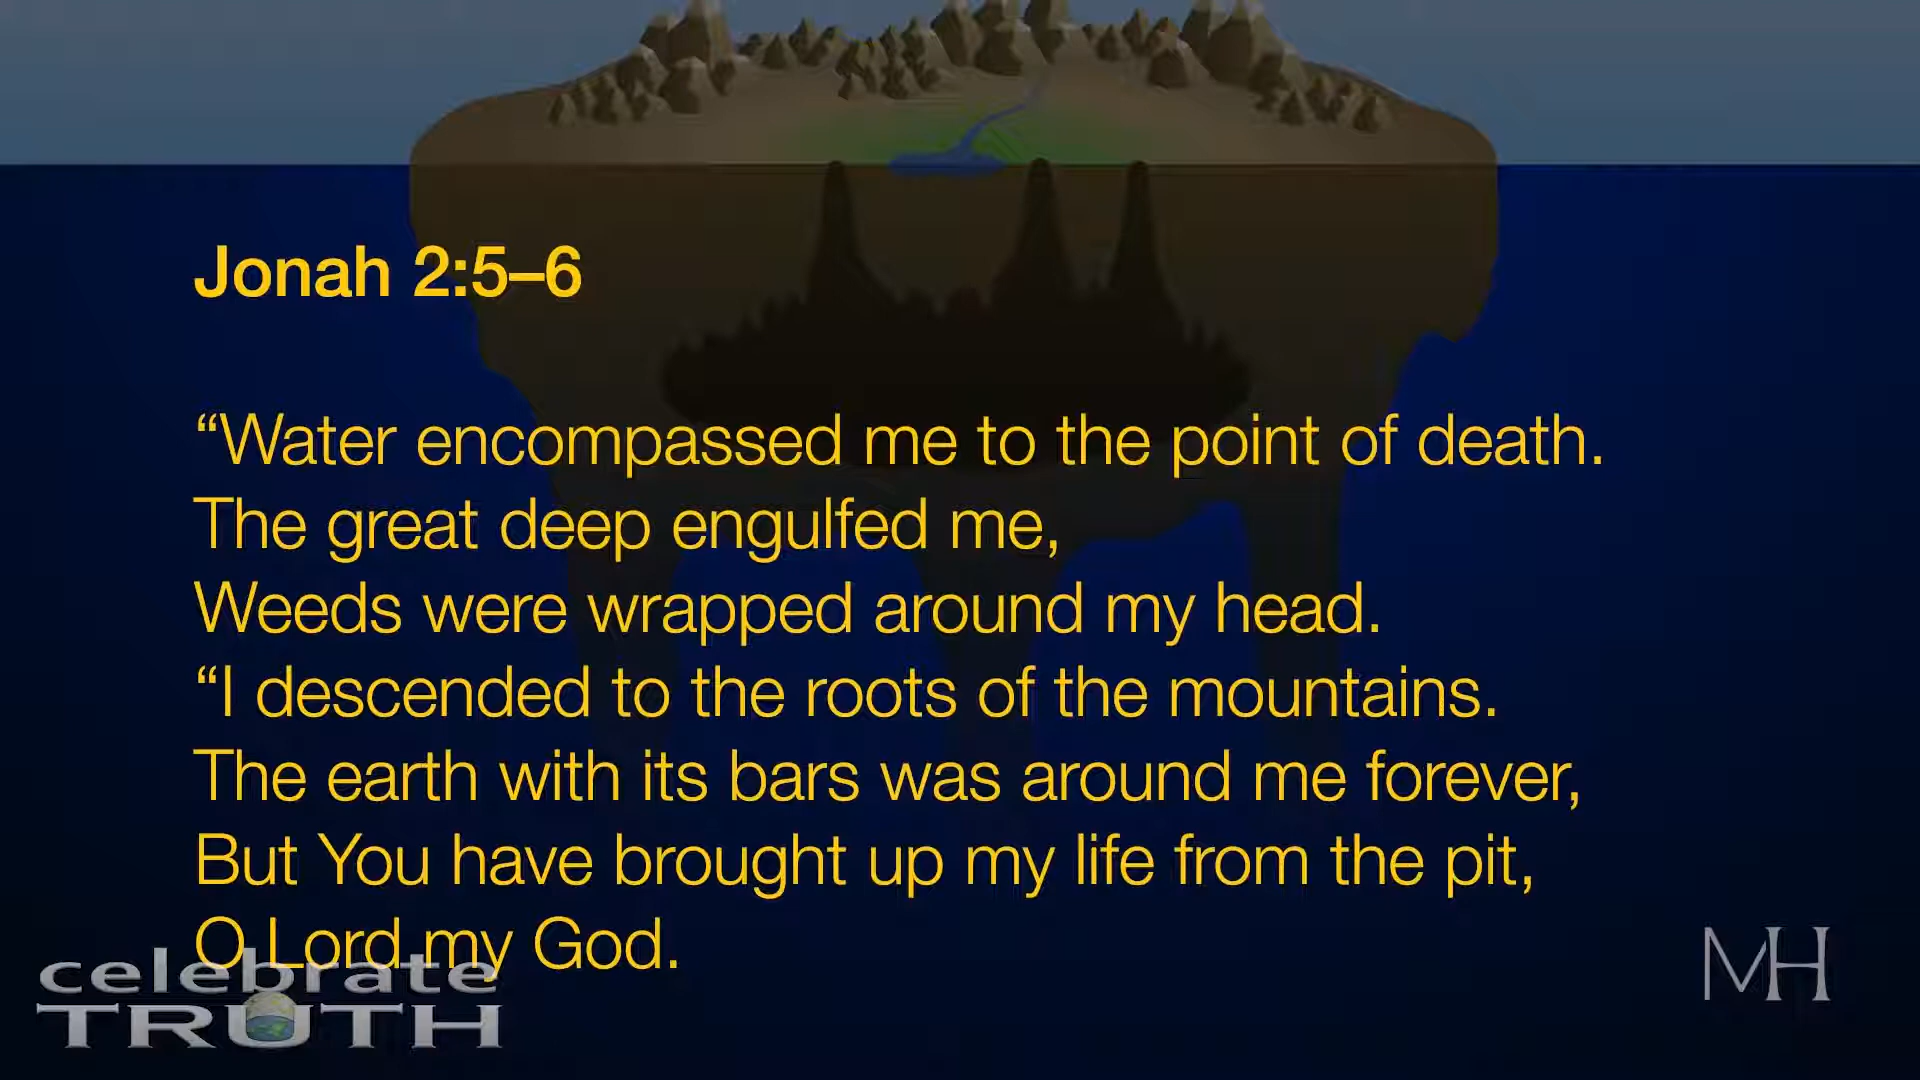 Jonah 2:5–6
“Water encompassed me to the point of death.
The great deep engulfed me,
Weeds were wrapped around my head.
“I descended to the roots of the mountains.
The earth with its bars was around me forever,
But You have brought up my life from the pit,
O Lord my God.
celebrate
TRUTH
MH